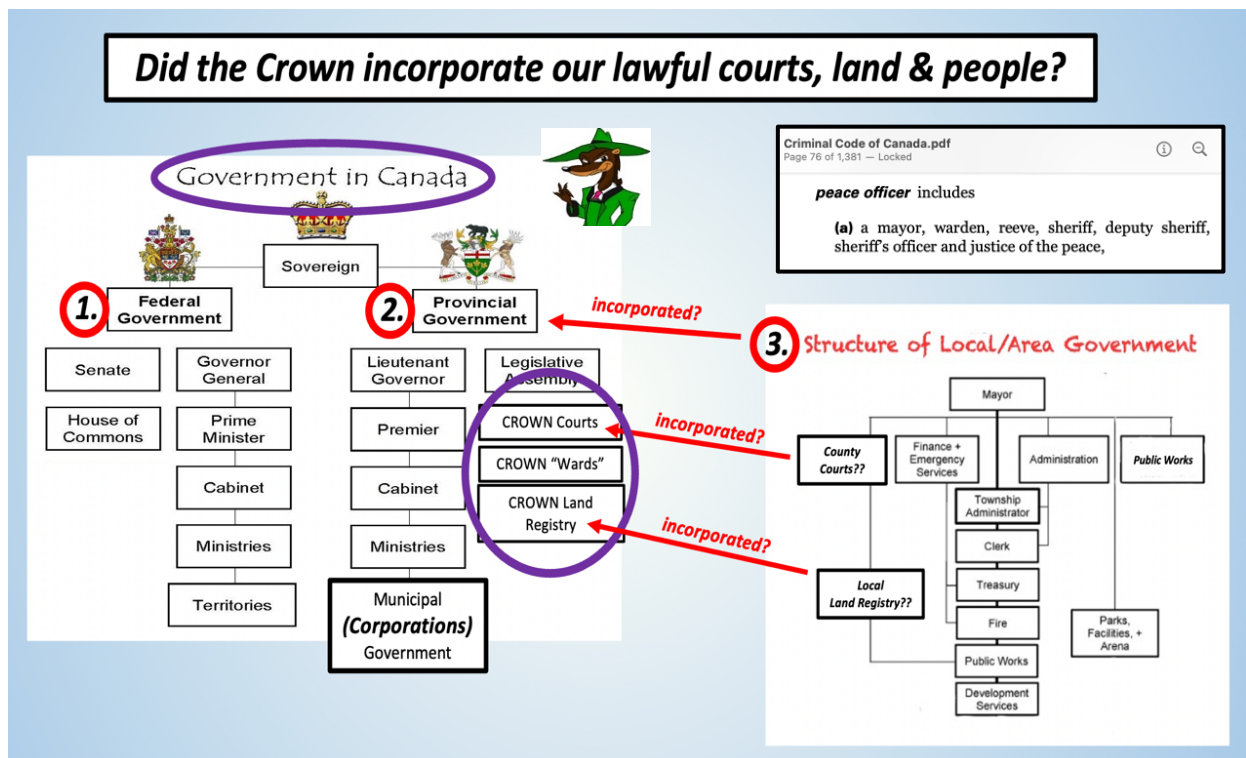 Did the Crown incorporate our lawful courts, land & people?
Government in Canada
Sovereign
1.
Federal
Government
2.
Provincial
Government
Senate
Governor
General
Lieutenant
Governor
Legislative
Assembly
House of
Commons
Prime
Minister
Premier
CROWN Courts
Cabinet
Cabinet
CROWN "Wards"
CROWN Land
Registry
Ministries
Ministries
Territories
Municipal
(Corporations)
Government
incorporated?
incorporated?
incorporated?
Criminal Code of Canada.pdf
Page 76 of 1,381 — Locked
peace officer includes
(a) a mayor, warden, reeve, sheriff, deputy sheriff,
sheriff's officer and justice of the peace,
3. Structure of Local/Area Government
Mayor
County
Courts??
Finance +
Emergency
Services
Administration
Public Works
Township
Administrator
Clerk
Local
Land Registry??
Treasury
Fire
Parks,
Facilities, +
Arena
Public Works
Development
Services